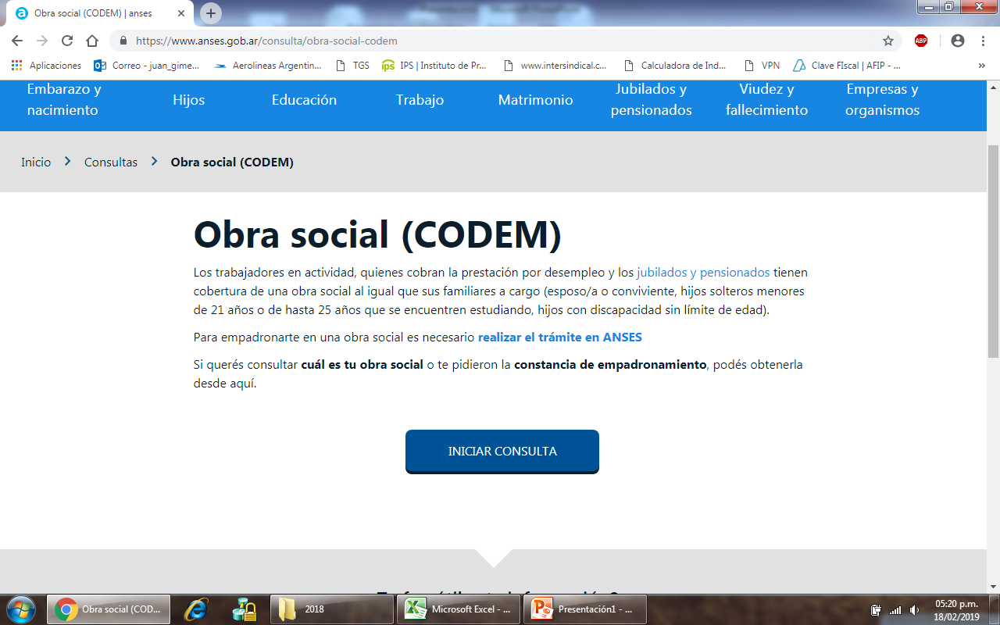 Obra social (CODEM) | anses
https://www.anses.gob.ar/consulta/obra-social-codem
Aplicaciones
Correo - juan_gime...
Aerolineas Argentin...
TGS
IPS | Instituto de Pr...
www.intersindical.c...
Calculadora de Ind...
VPN
Clave FIscal | AFIP - ...
»
Embarazo y
nacimiento
Hijos
Educación
Trabajo
Matrimonio
Jubilados y
pensionados
Viudez y
fallecimiento
Empresas y
organismos
Inicio > Consultas > Obra social (CODEM)
Obra social (CODEM)
Los trabajadores en actividad, quienes cobran la prestación por desempleo y los jubilados y pensionados tienen
cobertura de una obra social al igual que sus familiares a cargo (esposo/a o conviviente, hijos solteros menores
de 21 años o de hasta 25 años que se encuentren estudiando, hijos con discapacidad sin límite de edad).
Para empadronarte en una obra social es necesario realizar el trámite en ANSES
Si querés consultar cuál es tu obra social o te pidieron la constancia de empadronamiento, podés obtenerla
desde aquí.
INICIAR CONSULTA
Obra social (COD...
2018
Microsoft Excel - ...
Presentación1 - ...
05:20 p.m.
18/02/2019